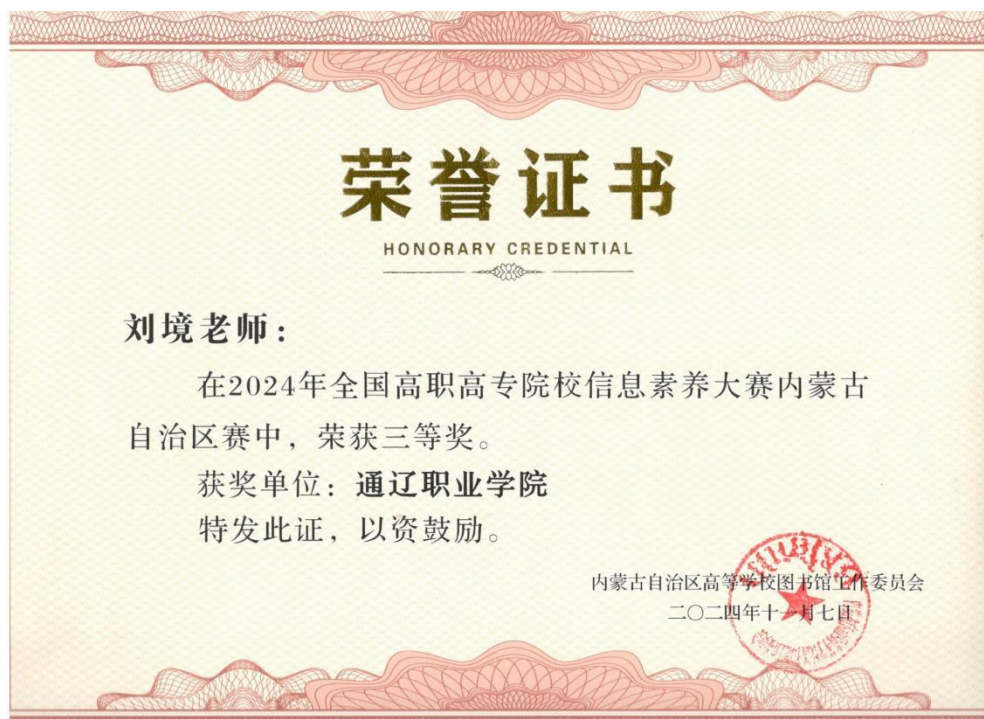 荣誉证书
HONORARY CREDENTIAL
刘境老师：
在2024年全国高职高专院校信息素养大赛内蒙古
自治区赛中，荣获三等奖。
获奖单位：通辽职业学院
特发此证，以资鼓励。
内蒙古自治区高等学校图书馆工作委员会
二〇二四年十一月七日